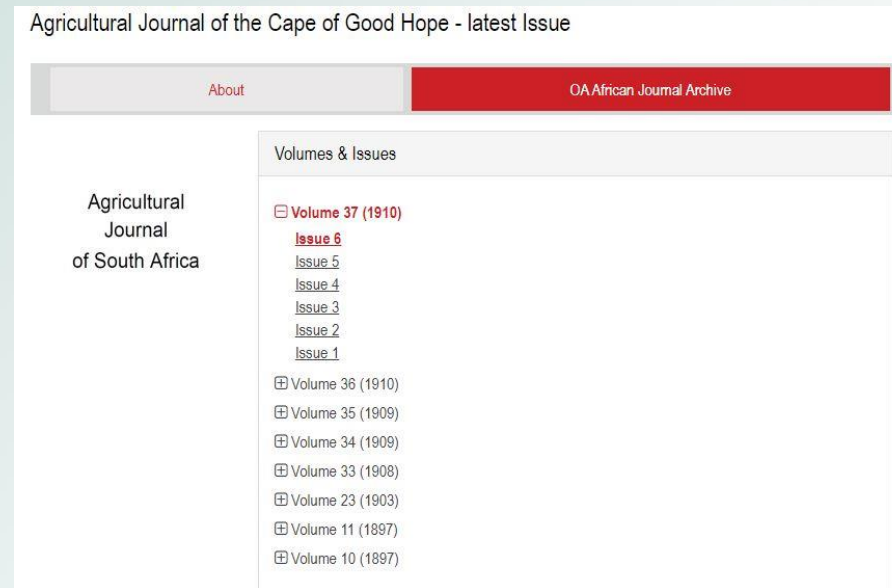 Agricultural Journal of the Cape of Good Hope - latest Issue
About
OA African Journal Archive
Agricultural
Journal
of South Africa
Volumes & Issues
Volume 37 (1910)
Issue 6
Issue 5
Issue 4
Issue 3
Issue 2
Issue 1
Volume 36 (1910)
Volume 35 (1909)
Volume 34 (1909)
Volume 33 (1908)
Volume 23 (1903)
Volume 11 (1897)
Volume 10 (1897)